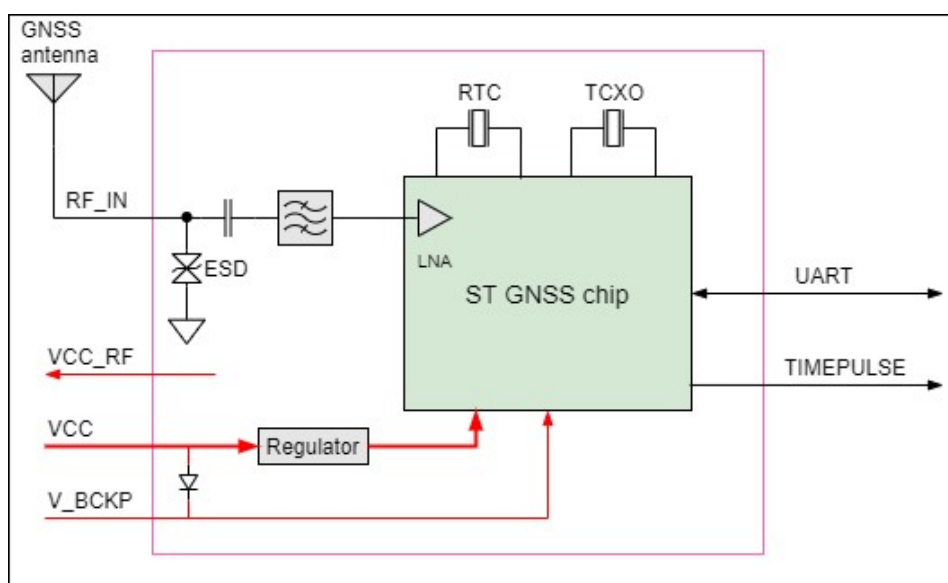 GNSS
antenna
RTC
TCXO
RF_IN
ESD
LNA
ST GNSS chip
UART
VCC_RF
TIMEPULSE
VCC
Regulator
V_BCKP